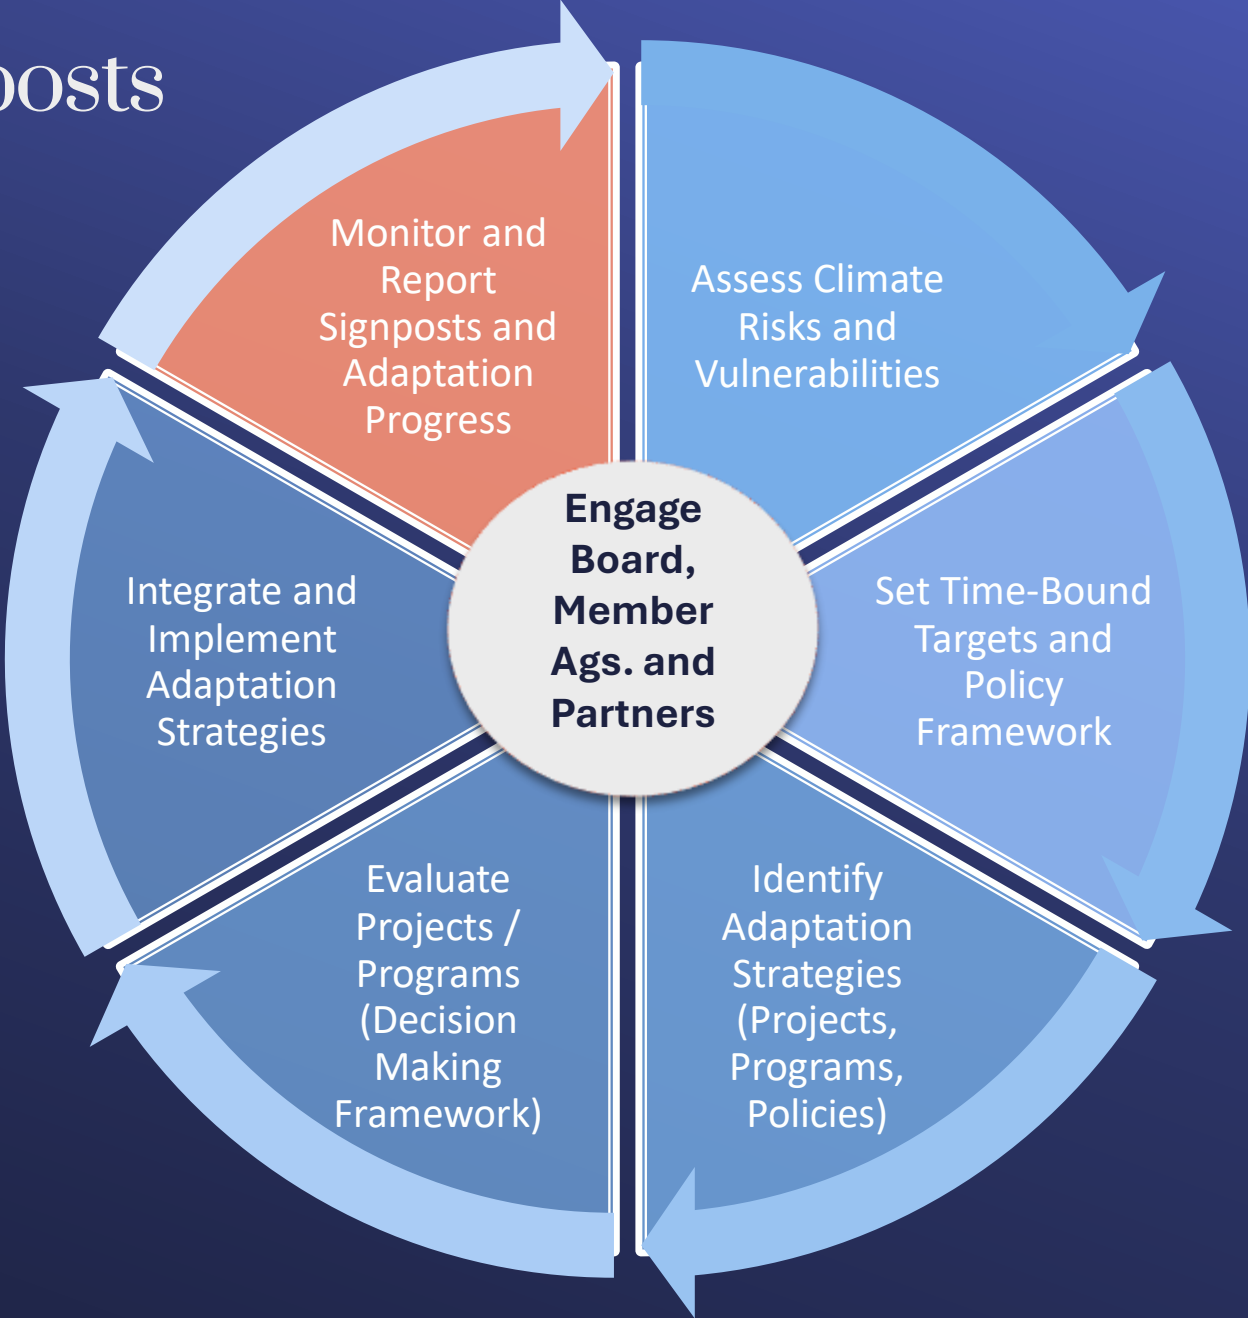 Monitor and
Report
Signposts and
Adaptation
Progress
Assess Climate
Risks and
Vulnerabilities
Engage
Board,
Member
Ags. and
Partners
Integrate and
Implement
Adaptation
Strategies
Set Time-Bound
Targets and
Policy
Framework
Evaluate
Projects /
Programs
(Decision
Making
Framework)
Identify
Adaptation
Strategies
(Projects,
Programs,
Policies)